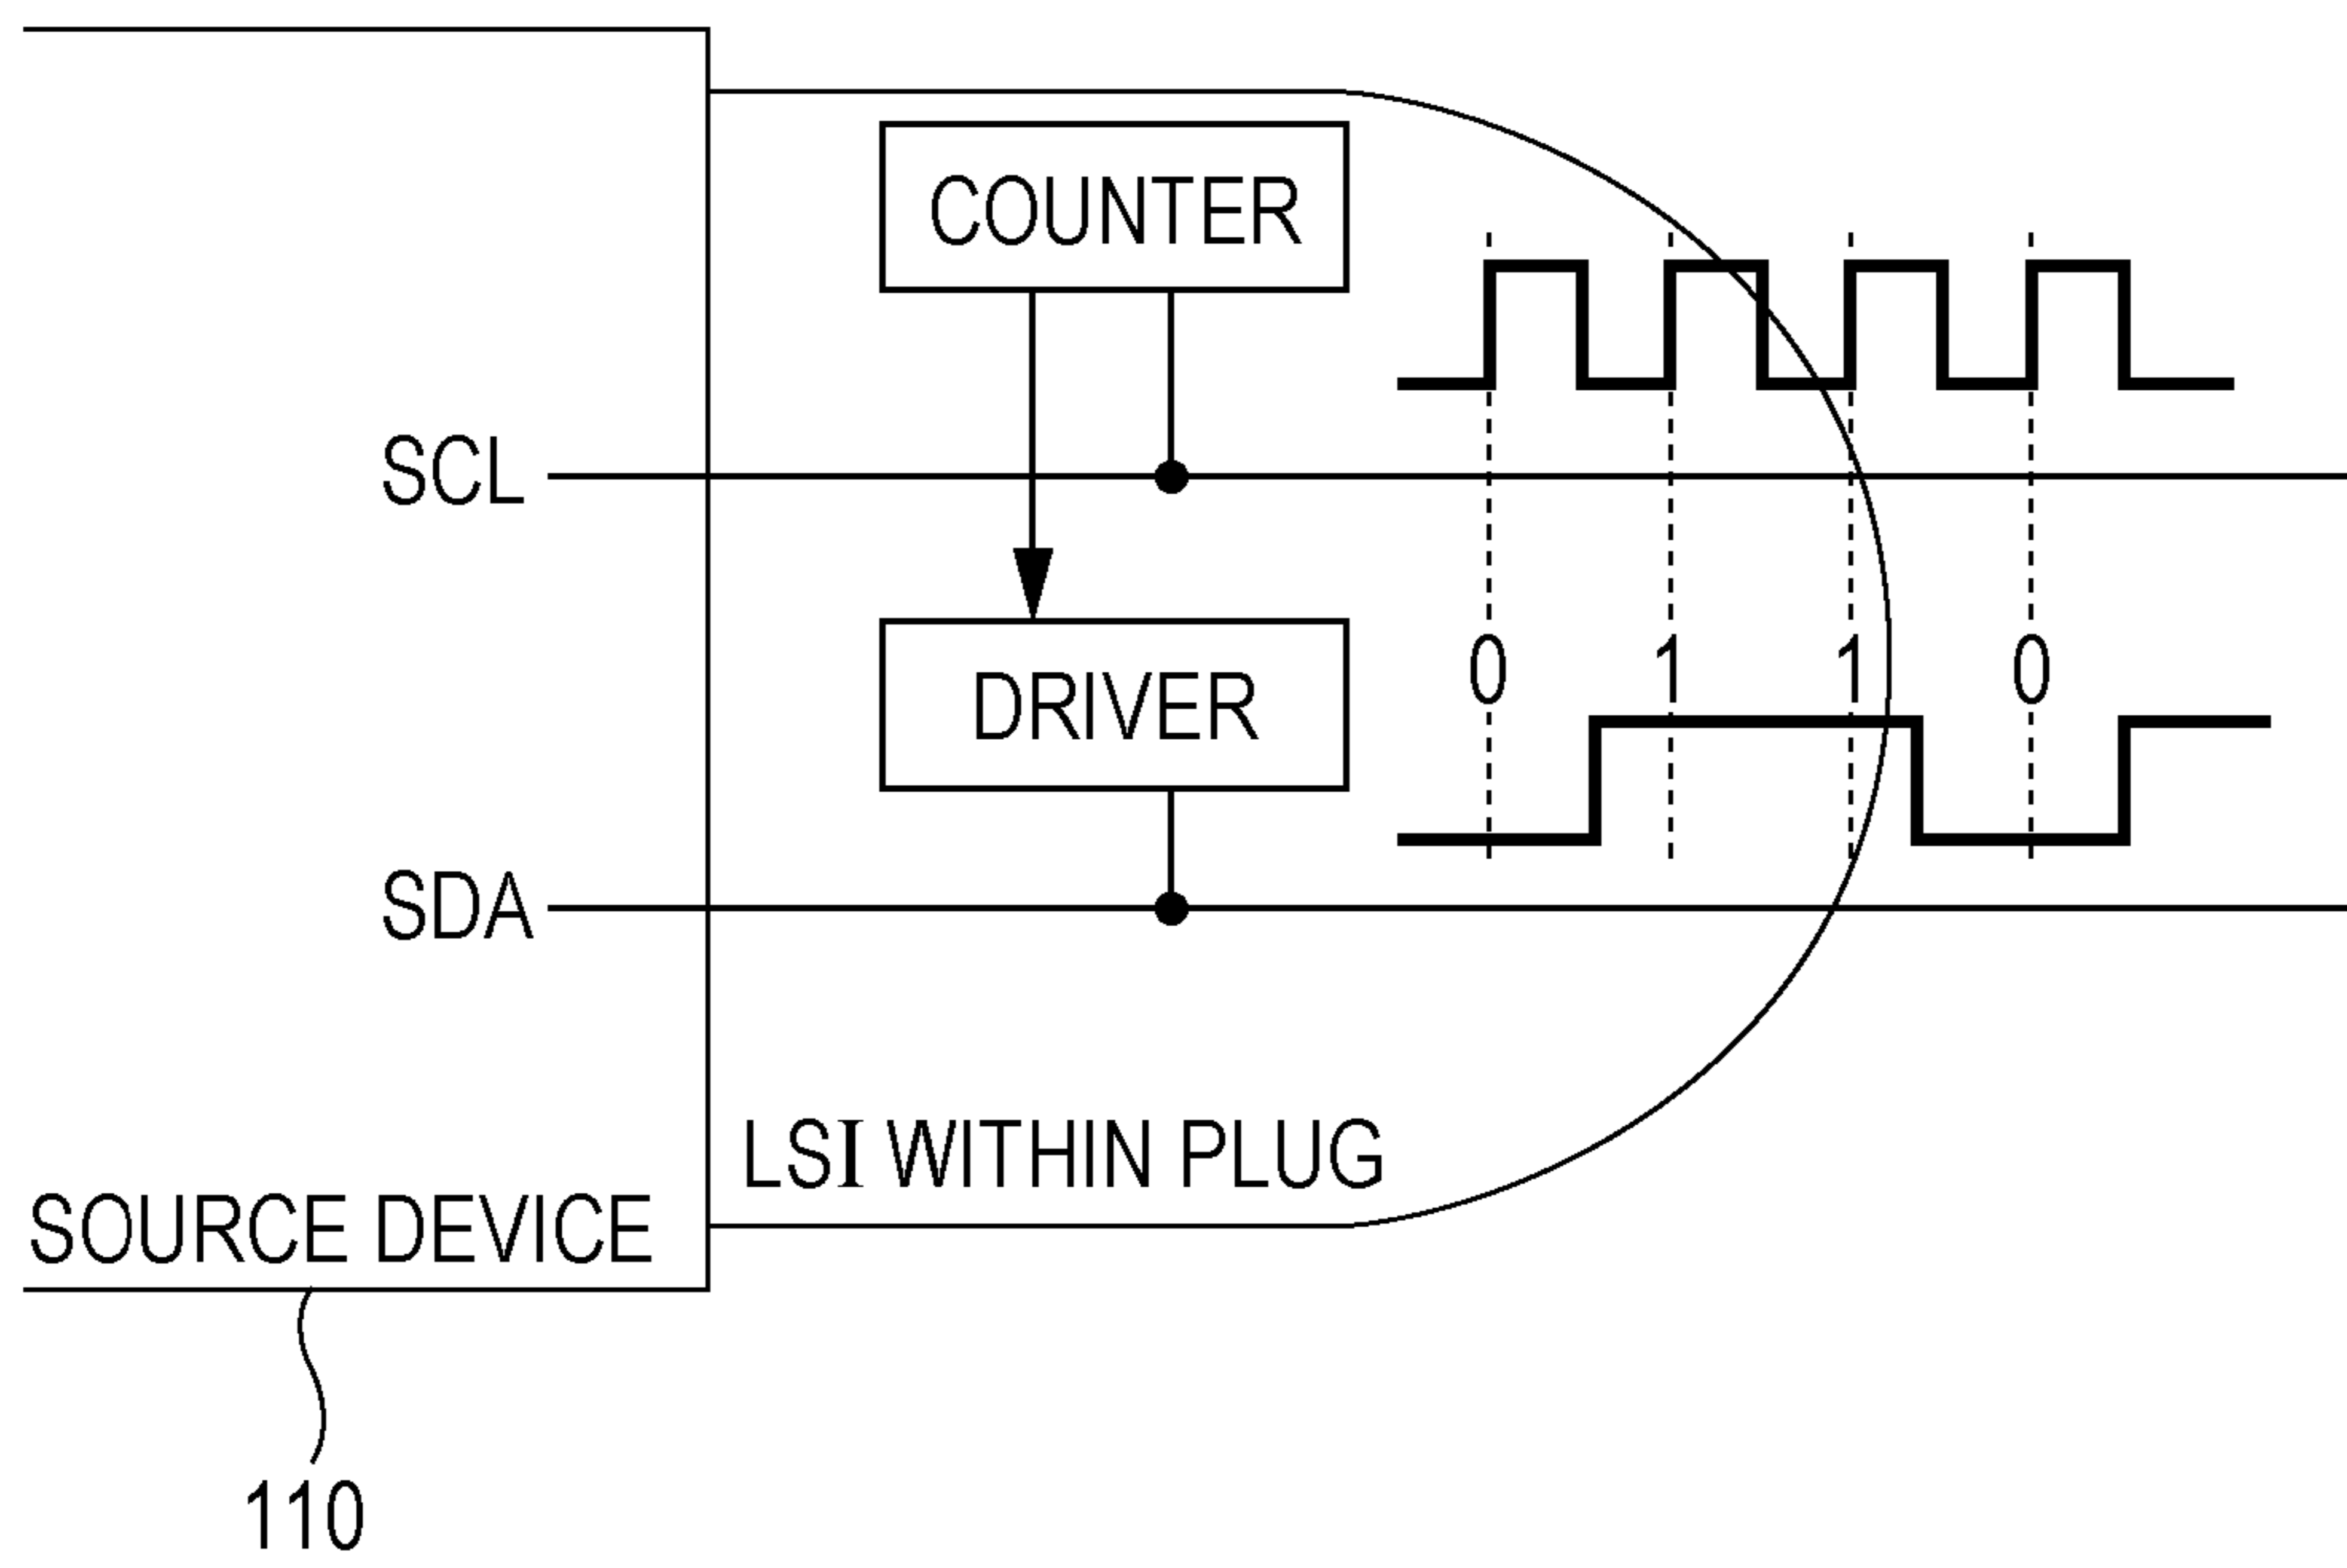 COUNTER
SCL
DRIVER
0 1 1 0
SDA
LSI WITHIN PLUG
SOURCE DEVICE
110